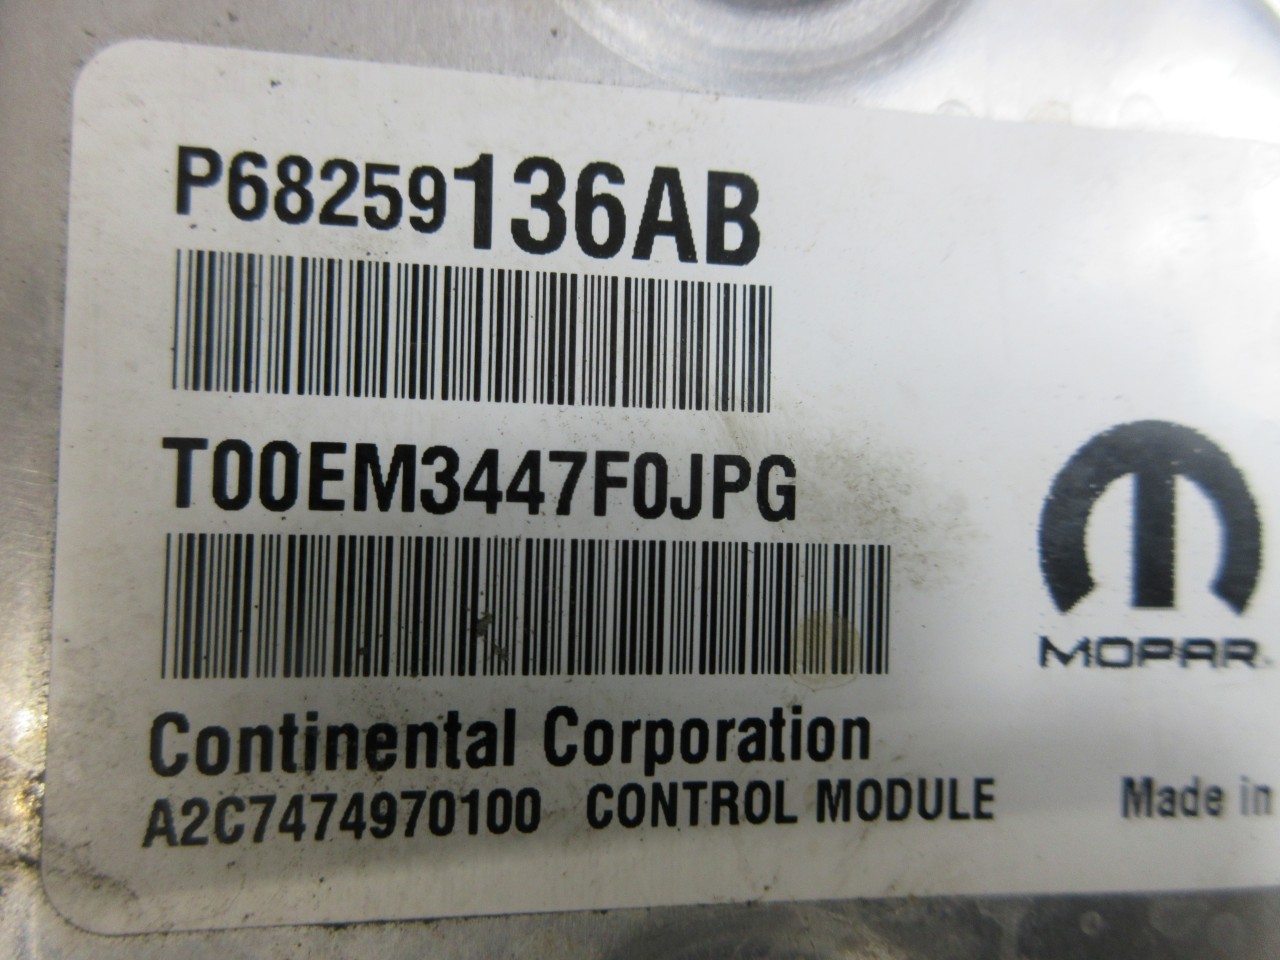 P68259136AB
T00EM3447F0JPG
MOPAR
Continental Corporation
A2C7474970100 CONTROL MODULE Made in